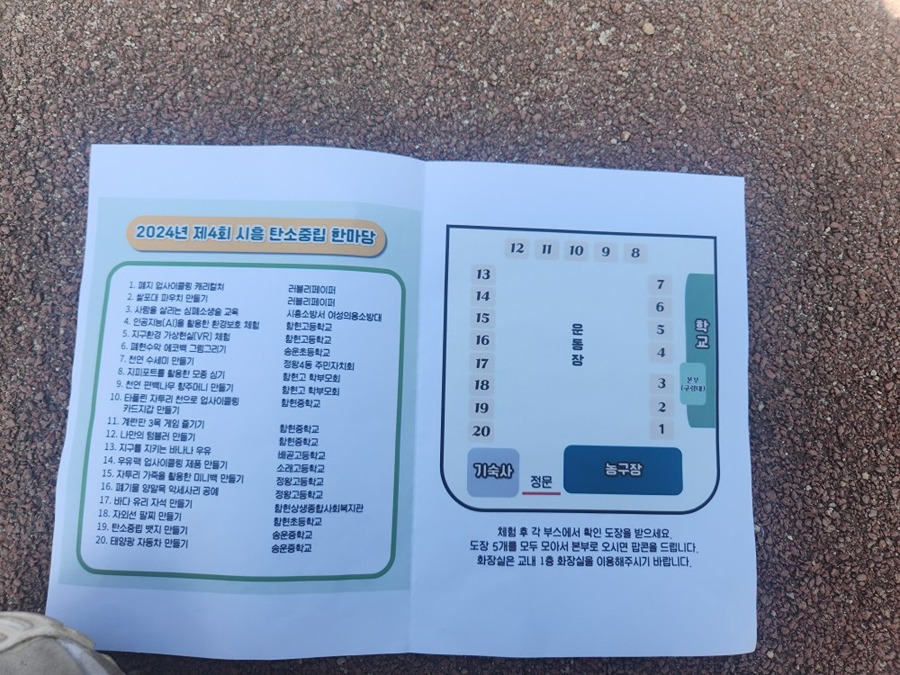 2024년 제4회 시흥 탄소중립 한마당
1. 폐지 업사이클링 캐리컬쳐 러블리페이퍼
2. 쌀포대 파우치 만들기 러블리페이퍼
3. 사람을 살리는 심폐소생술 교육 시흥소방서 여성의용소방대
4. 인공지능(AI)을 활용한 환경보호 체험 함현고등학교
5. 지구환경 가상현실(VR) 체험 함현고등학교
6. 폐현수막 에코백 그림그리기 송운초등학교
7. 천연 수세미 만들기 정왕4동 주민자치회
8. 지피포트를 활용한 모종 심기 함현고 학부모회
9. 천연 편백나무 향주머니 만들기 함현고 학부모회
10. 타폴린 자투리 천으로 업사이클링 함현중학교
카드지갑 만들기
11. 계란판 3목 게임 즐기기 함현중학교
12. 나만의 텀블러 만들기 함현중학교
13. 지구를 지키는 바나나 우유 배곧고등학교
14. 우유팩 업사이클링 제품 만들기 소래고등학교
15. 자투리 가죽을 활용한 미니백 만들기 정왕고등학교
16. 폐기물 양말목 악세사리 공예 정왕고등학교
17. 바다 유리 자석 만들기 함현상생종합사회복지관
18. 자외선 팔찌 만들기 함현초등학교
19. 탄소중립 뱃지 만들기 송운중학교
20. 태양광 자동차 만들기 송운중학교
12 11 10 9 8
13
14
15
16
17
18
19
20
운동장
7
6
5
4
3
2
1
학교
본부
(구령대)
기숙사
정문
농구장
체험 후 각 부스에서 확인 도장을 받으세요.
도장 5개를 모두 모아서 본부로 오시면 팝콘을 드립니다.
화장실은 교내 1층 화장실을 이용해주시기 바랍니다.